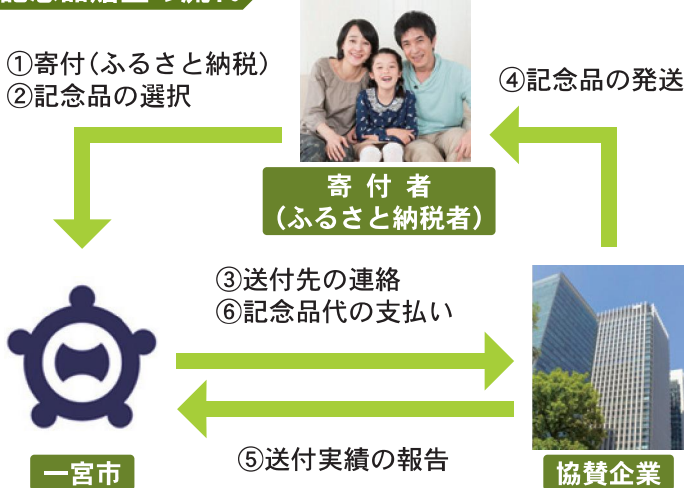 ①寄付(ふるさと納税)
②記念品の選択
④記念品の発送
寄付者
(ふるさと納税者)
③送付先の連絡
⑥記念品代の支払い
⑤送付実績の報告
一宮市
協賛企業